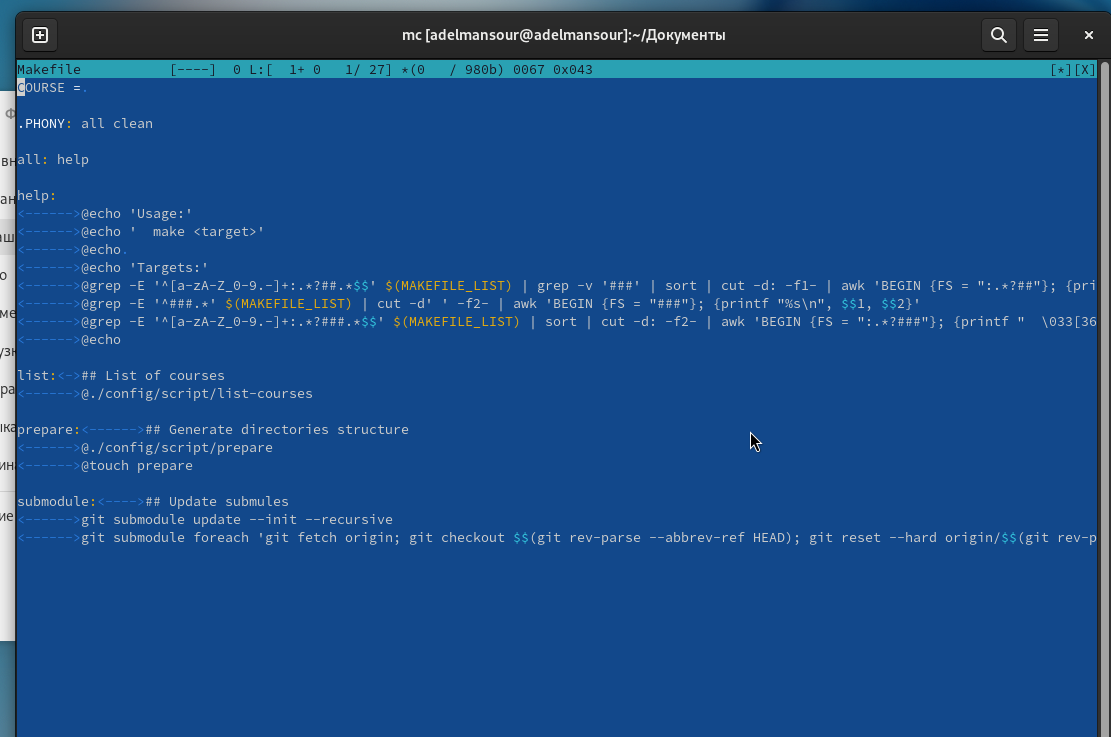 mc [adelmansour@adelmansour]:~/Документы
Makefile [----] 0 L:[ 1+ 0 1/ 27] *(0 / 980b) 0067 0x043 [*][X]
COURSE =.
.PHONY: all clean
all: help
help:
<------>@echo 'Usage:'
<------>@echo '  make <target>'
<------>@echo.
<------>@echo 'Targets:'
<------>@grep -E '^[a-zA-Z_0-9.-]+:.*?##.*$$' $(MAKEFILE_LIST) | grep -v '###' | sort | cut -d: -f1- | awk 'BEGIN {FS = ":.*?##"}; {pri
<------>@grep -E '^###.*' $(MAKEFILE_LIST) | cut -d' ' -f2- | awk 'BEGIN {FS = "###"}; {printf "%s\n", $$1, $$2}'
<------>@grep -E '^[a-zA-Z_0-9.-]+:.*?###.*$$' $(MAKEFILE_LIST) | sort | cut -d: -f2- | awk 'BEGIN {FS = ":.*?###"}; {printf "  \033[36
<------>@echo
list:<->## List of courses
<------>@./config/script/list-courses
prepare:<------>## Generate directories structure
<------>@./config/script/prepare
<------>@touch prepare
submodule:<---->## Update submules
<------>git submodule update --init --recursive
<------>git submodule foreach 'git fetch origin; git checkout $$(git rev-parse --abbrev-ref HEAD); git reset --hard origin/$$(git rev-p